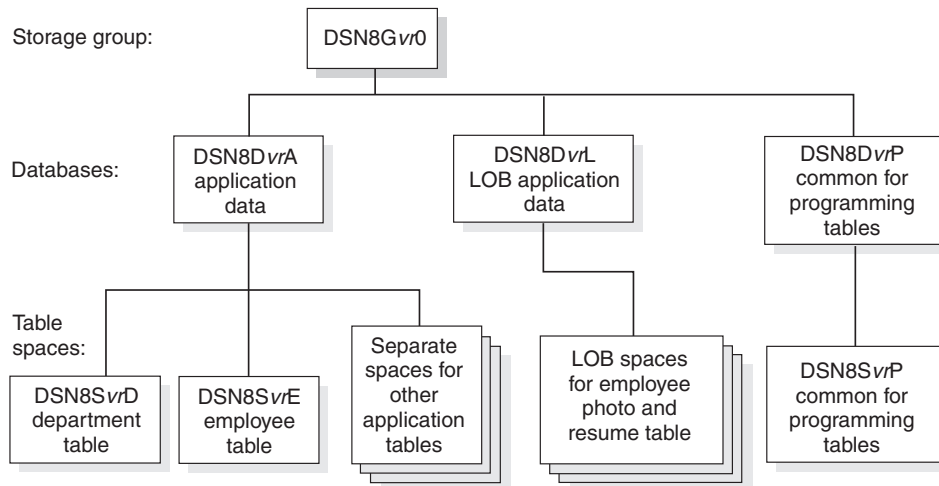 Storage group:
DSN8Gvr0
Databases:
DSN8DvrA
application
data
DSN8DvrL
LOB application
data
DSN8DvrP
common for
programming
tables
Table
spaces:
DSN8SvrD
department
table
DSN8SvrE
employee
table
Separate
spaces for
other
application
tables
LOB spaces
for employee
photo and
resume table
DSN8SvrP
common for
programming
tables